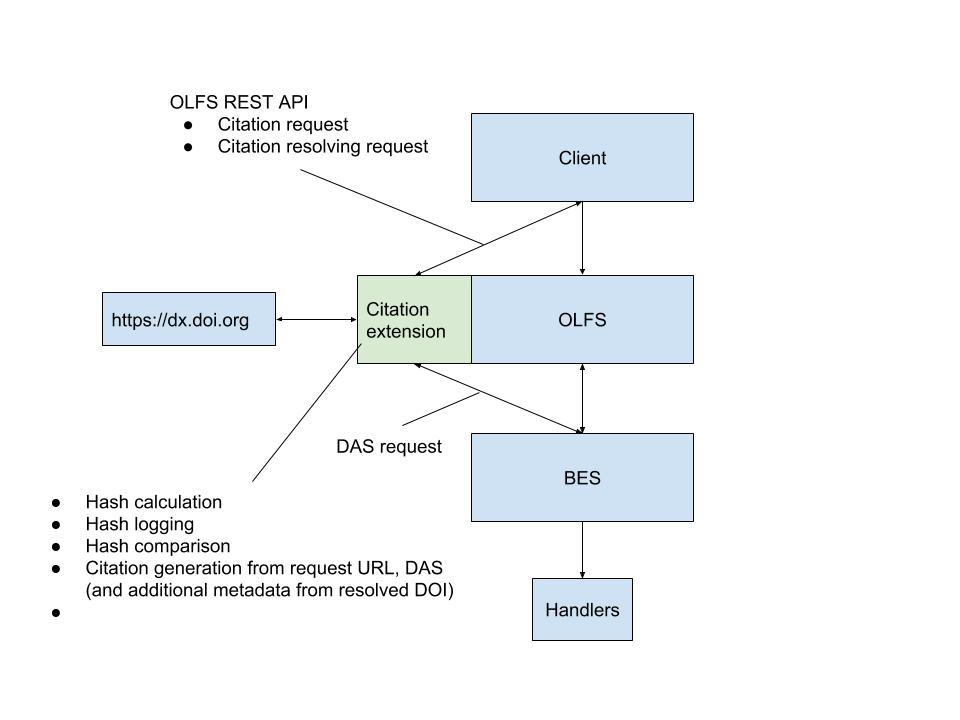 OLFS REST API
● Citation request
● Citation resolving request
Client
https://dx.doi.org
Citation
extension
OLFS
DAS request
BES
● Hash calculation
● Hash logging
● Hash comparison
● Citation generation from request URL, DAS
(and additional metadata from resolved DOI)
●
Handlers